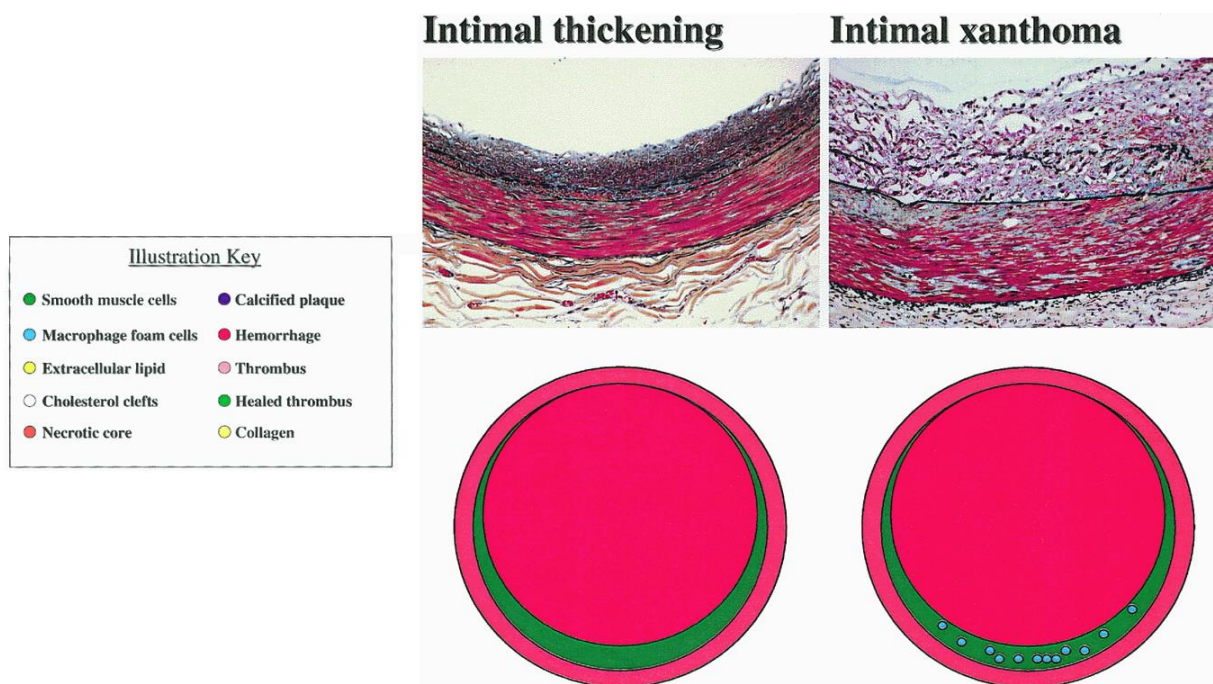 Intimal thickening
Intimal xanthoma
Illustration Key
Smooth muscle cells
Calcified plaque
Macrophage foam cells
Hemorrhage
Extracellular lipid
Thrombus
Cholesterol clefts
Healed thrombus
Necrotic core
Collagen